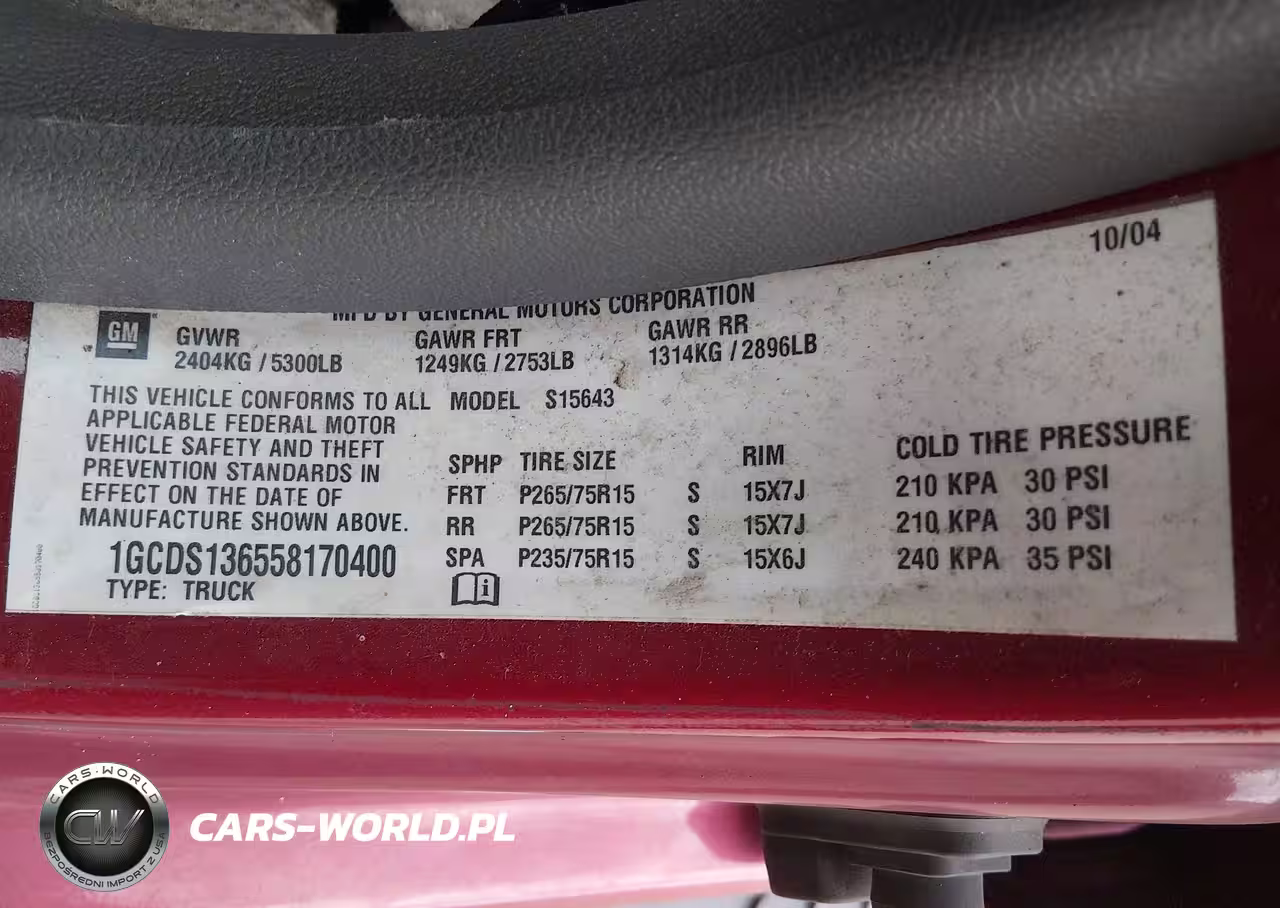 10/04
MFD BY GENERAL MOTORS CORPORATION
GM
GVWR GAWR FRT GAWR RR
2404KG / 5300LB 1249KG / 2753LB 1314KG / 2896LB
THIS VEHICLE CONFORMS TO ALL
APPLICABLE FEDERAL MOTOR
VEHICLE SAFETY AND THEFT
PREVENTION STANDARDS IN
EFFECT ON THE DATE OF
MANUFACTURE SHOWN ABOVE.
1GCDS136558170400
TYPE: TRUCK
MODEL S15643
SPHP TIRE SIZE RIM COLD TIRE PRESSURE
FRT P265/75R15 S 15X7J 210 KPA 30 PSI
RR P265/75R15 S 15X7J 210 KPA 30 PSI
SPA P235/75R15 S 15X6J 240 KPA 35 PSI
i
CARS-WORLD
CW
BEZPOŚREDNI IMPORT Z USA
CARS-WORLD.PL